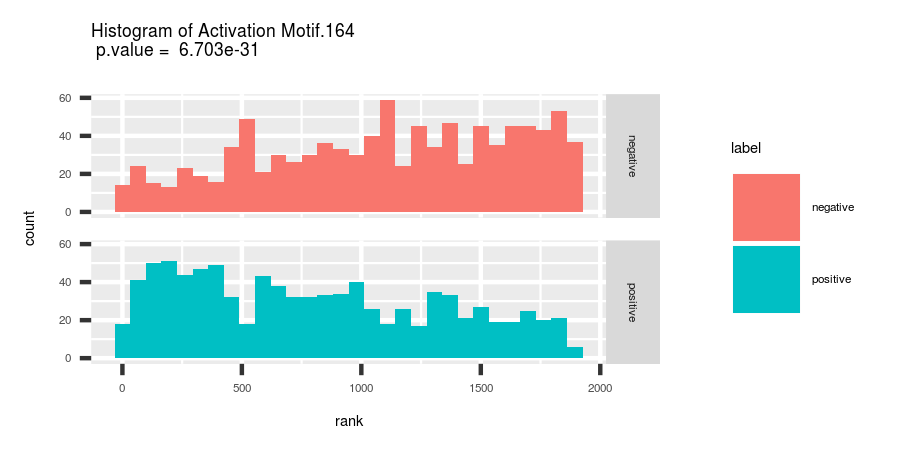 Histogram of Activation Motif.164
p.value =  6.703e-31
60
40
20
0
negative
60
40
20
0
positive
0 500 1000 1500 2000
count
rank
label
negative
positive